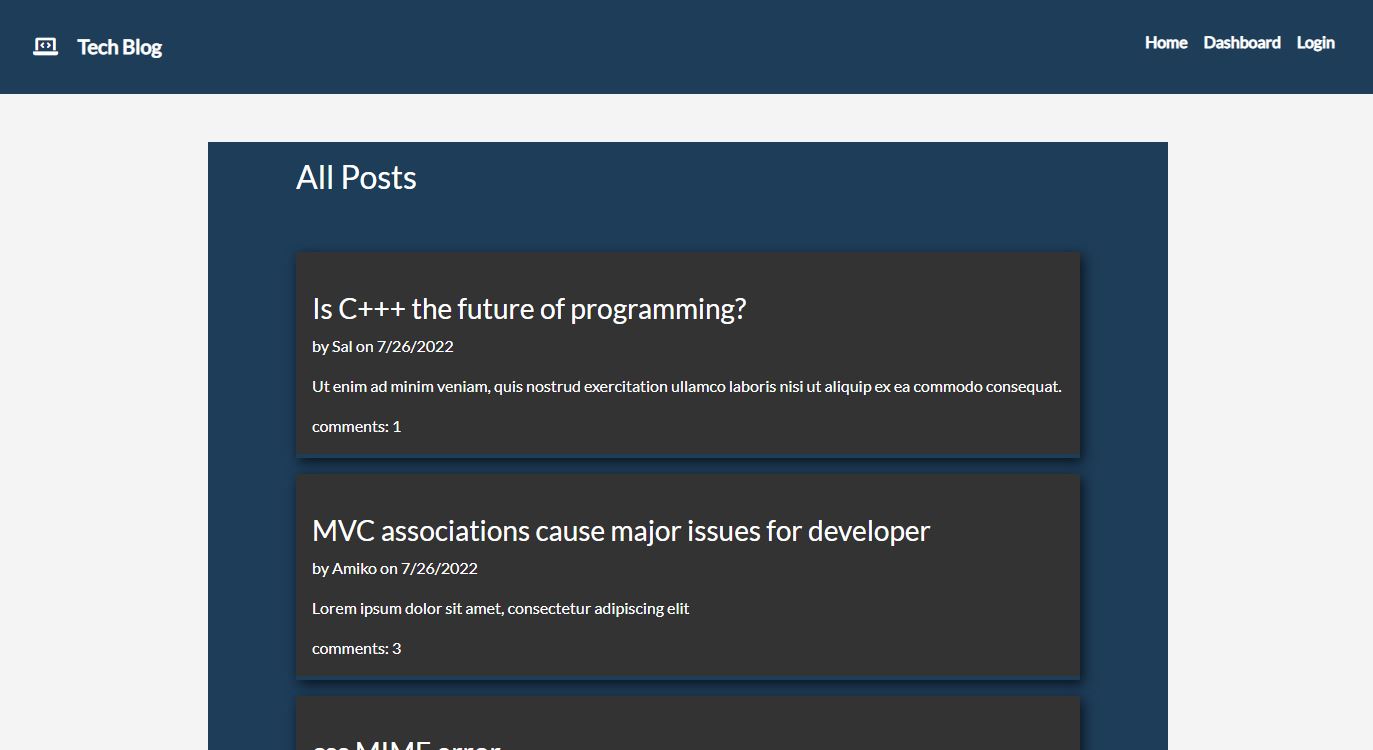 Tech Blog
Home Dashboard Login
All Posts
Is C+++ the future of programming?
by Sal on 7/26/2022
Ut enim ad minim veniam, quis nostrud exercitation ullamco laboris nisi ut aliquip ex ea commodo consequat.
comments: 1
MVC associations cause major issues for developer
by Amiko on 7/26/2022
Lorem ipsum dolor sit amet, consectetur adipiscing elit
comments: 3
css MIME error